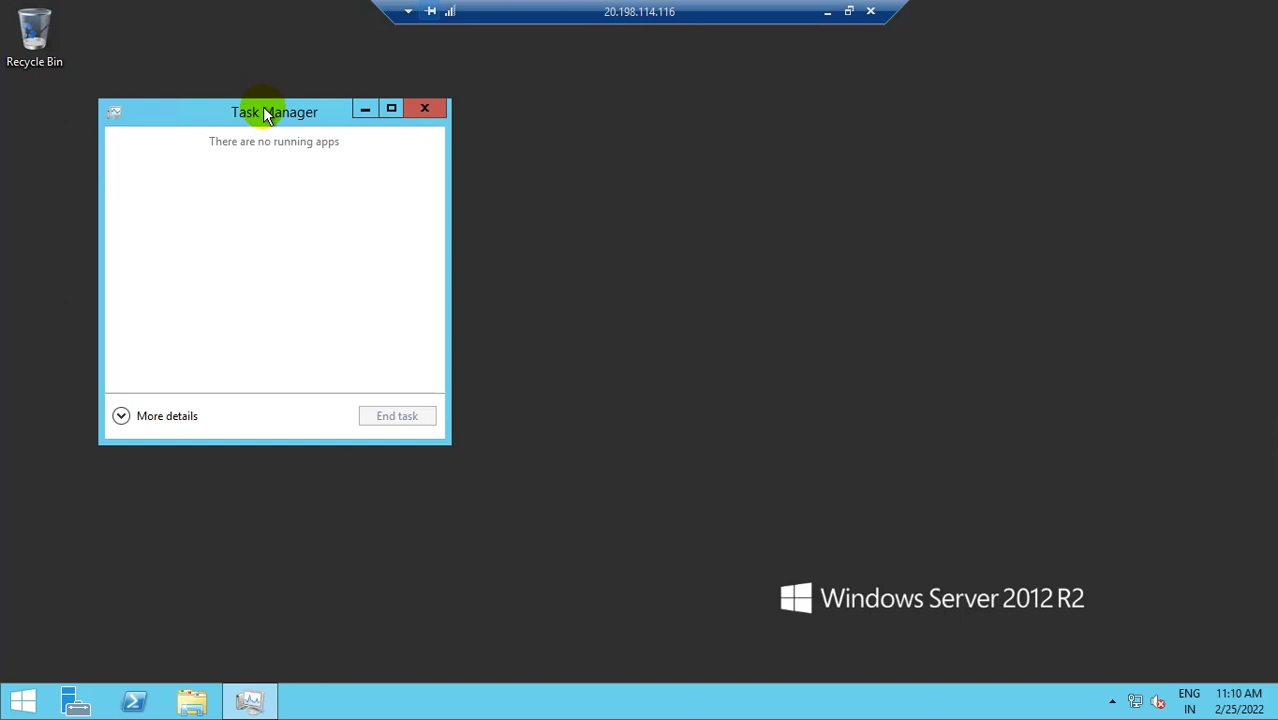 20.198.114.116
Recycle Bin
Task Manager
There are no running apps
More details
End task
Windows Server 2012 R2
ENG
IN
11:10 AM
2/25/2022